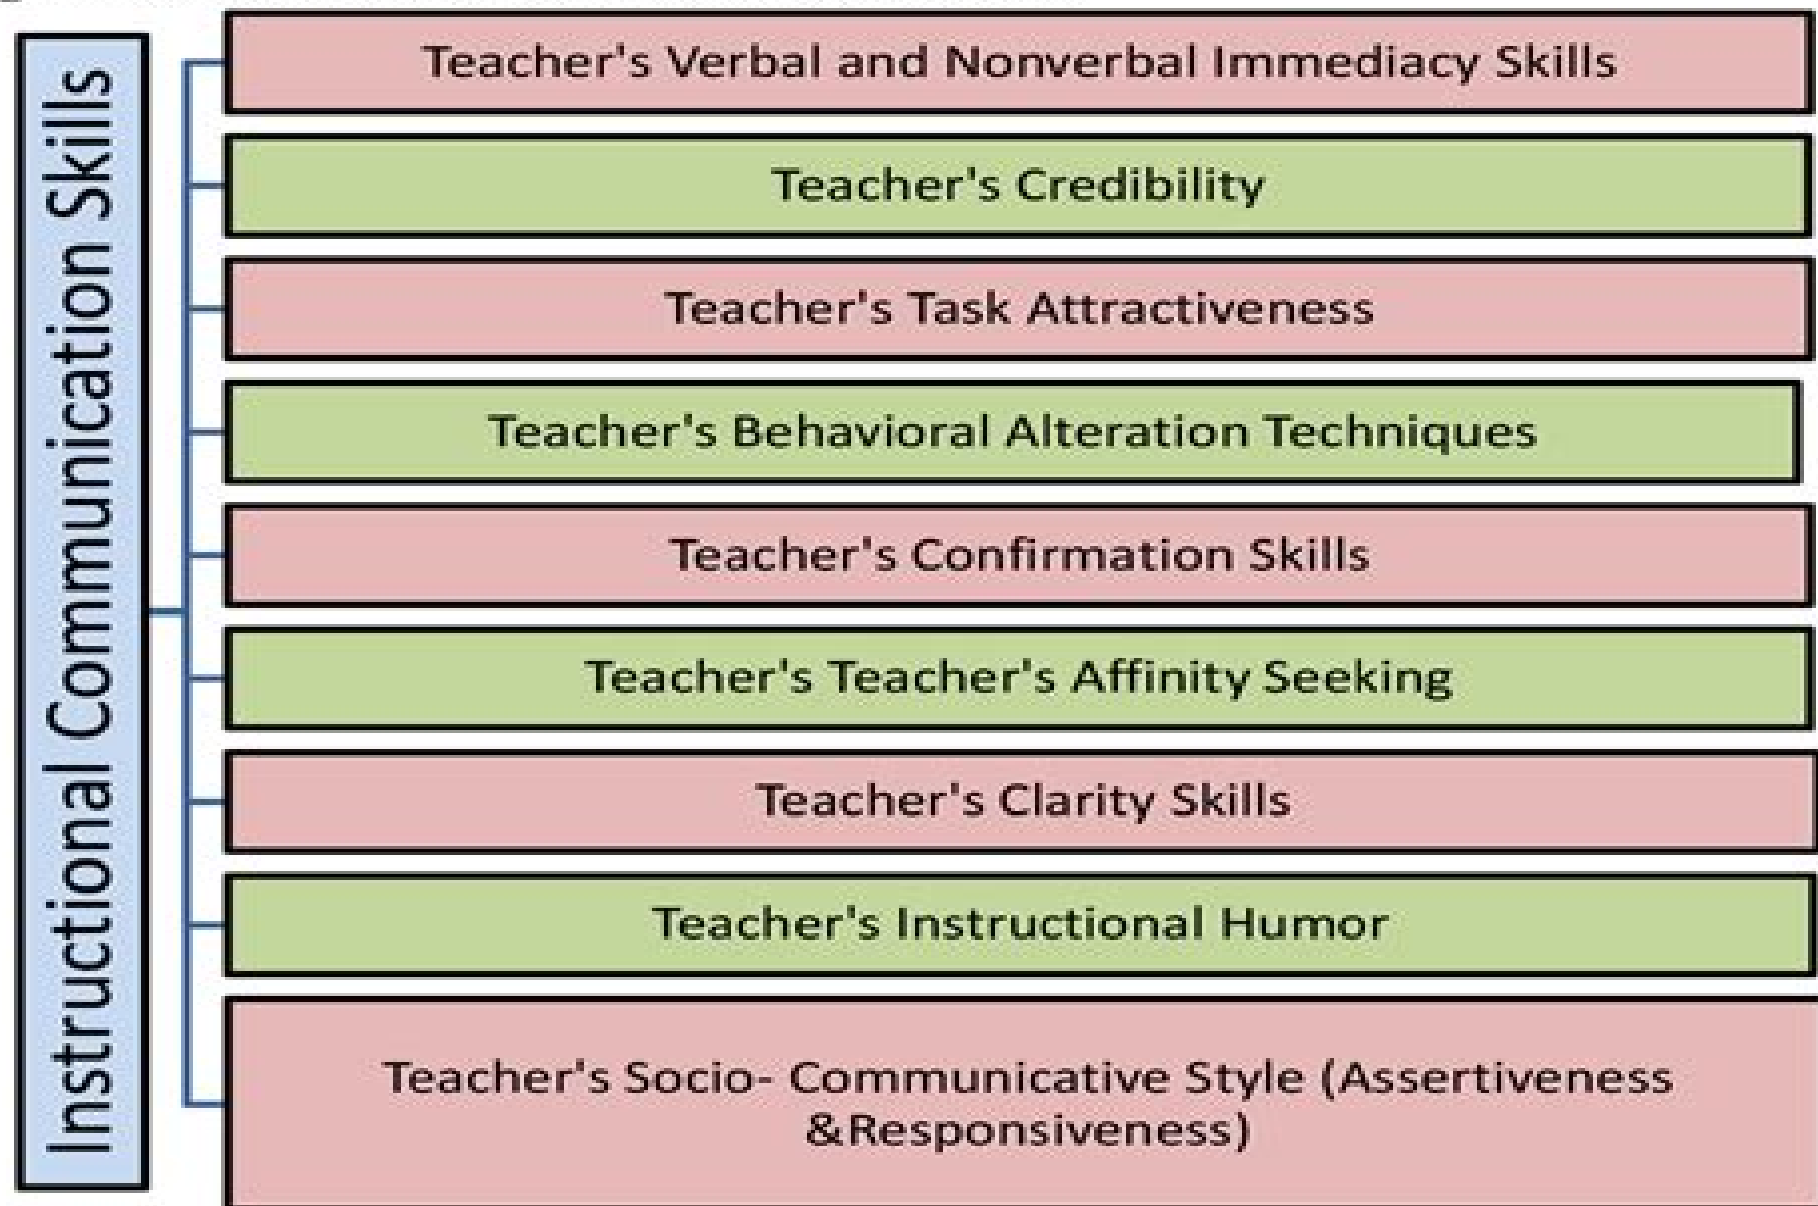 Instructional Communication Skills
Teacher's Verbal and Nonverbal Immediacy Skills
Teacher's Credibility
Teacher's Task Attractiveness
Teacher's Behavioral Alteration Techniques
Teacher's Confirmation Skills
Teacher's Teacher's Affinity Seeking
Teacher's Clarity Skills
Teacher's Instructional Humor
Teacher's Socio- Communicative Style (Assertiveness
&Responsiveness)